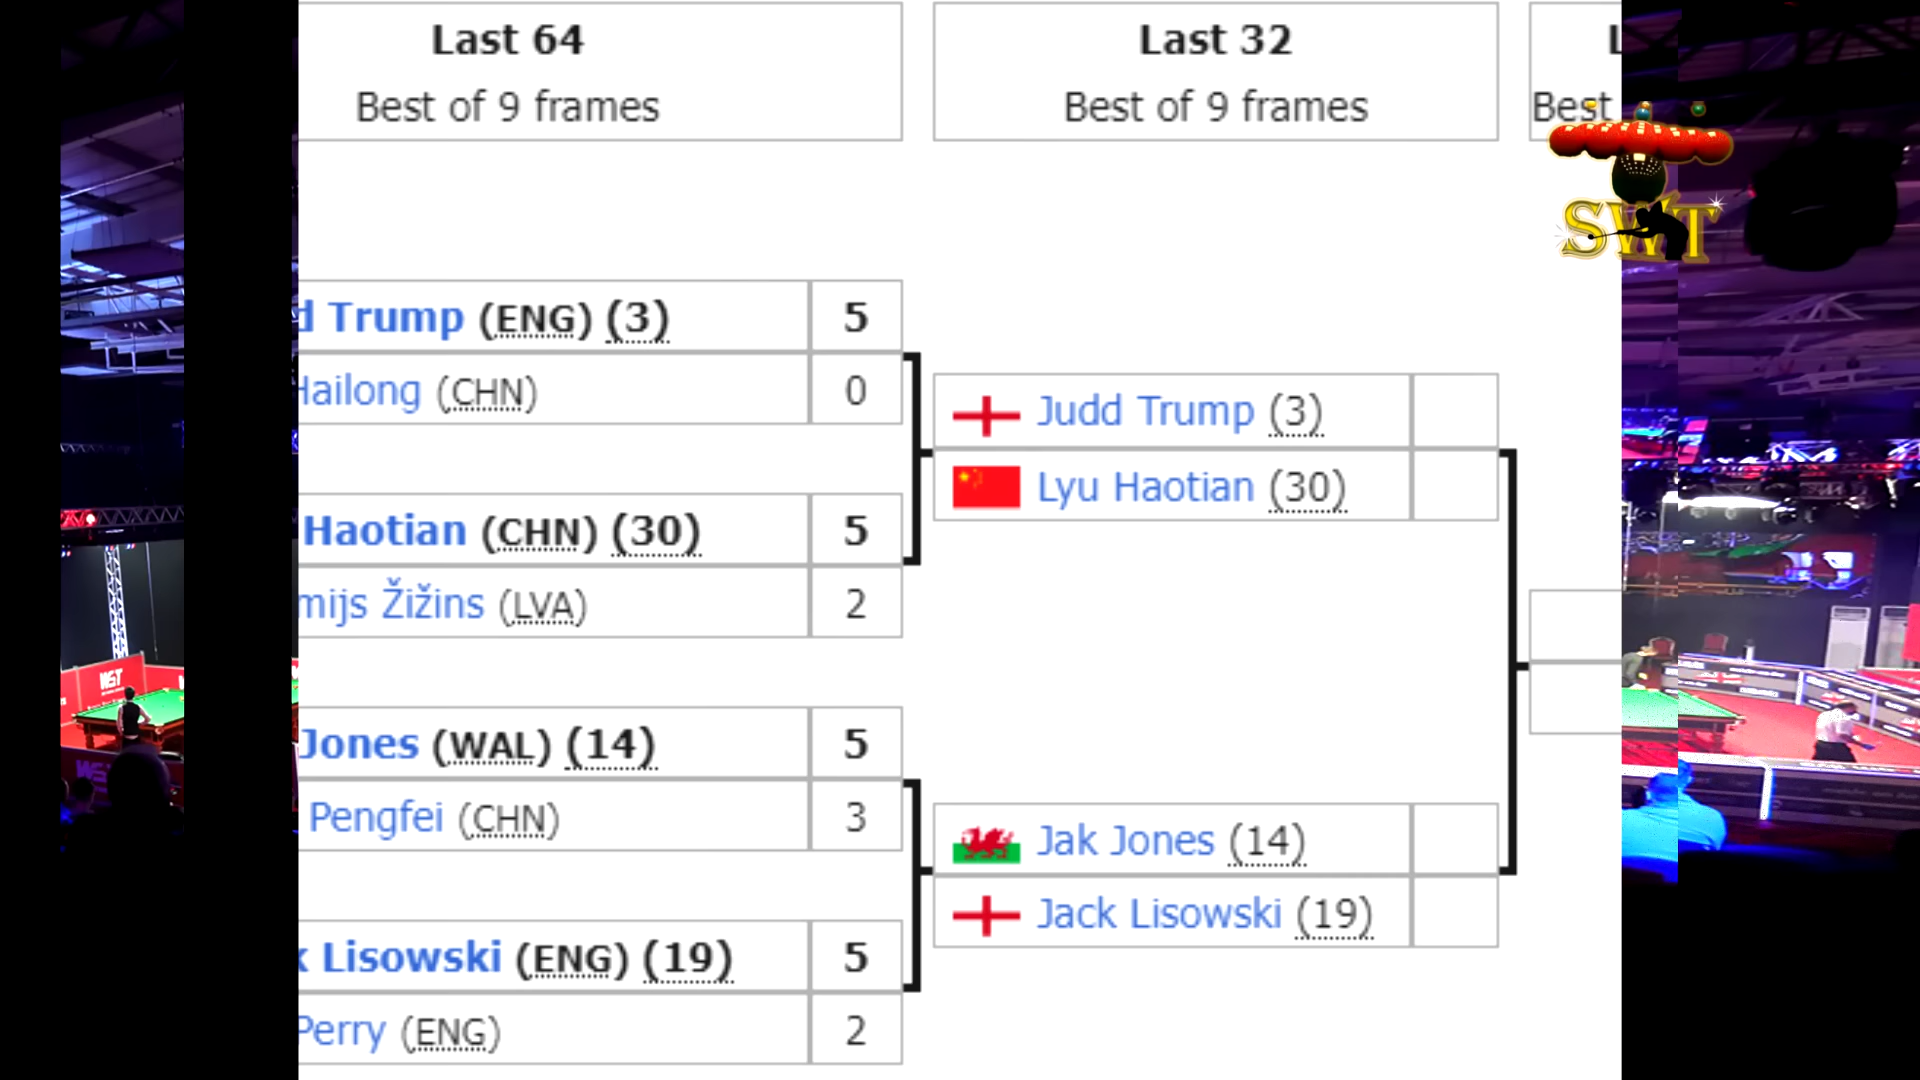 Last 64
Best of 9 frames
Last 32
Best of 9 frames
Best
SWT
d Trump (ENG) (3) 5
Hailong (CHN) 0
Haotian (CHN) (30) 5
mijs Žižins (LVA) 2
Jones (WAL) (14) 5
Pengfei (CHN) 3
k Lisowski (ENG) (19) 5
Perry (ENG) 2
Judd Trump (3)
Lyu Haotian (30)
Jak Jones (14)
Jack Lisowski (19)
WST